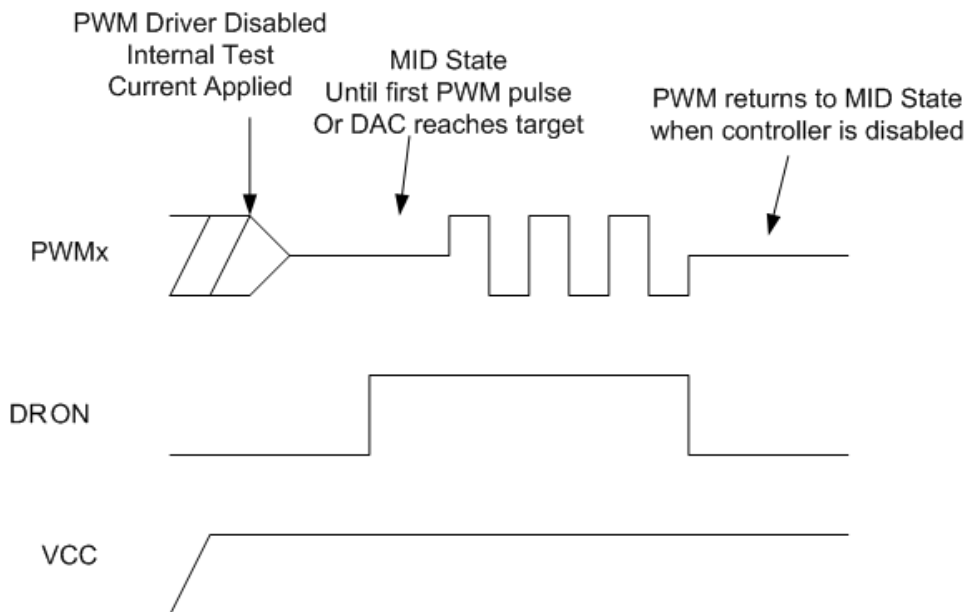 PWM Driver Disabled
Internal Test
Current Applied
MID State
Until first PWM pulse
Or DAC reaches target
PWM returns to MID State
when controller is disabled
PWMx
DRON
VCC